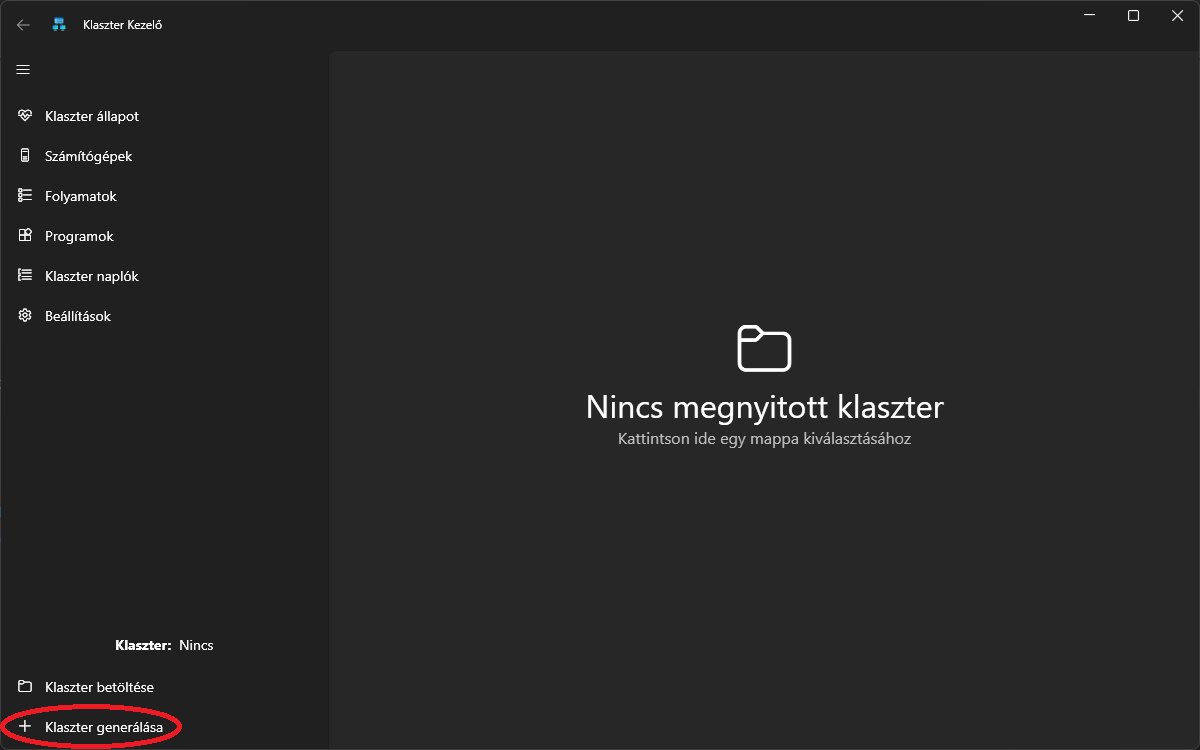 Klaszter Kezelő
Klaszter állapot
Számítógépek
Folyamatok
Programok
Klaszter naplók
Beállítások
Nincs megnyitott klaszter
Kattintson ide egy mappa kiválasztásához
Klaszter: Nincs
Klaszter betöltése
Klaszter generálása